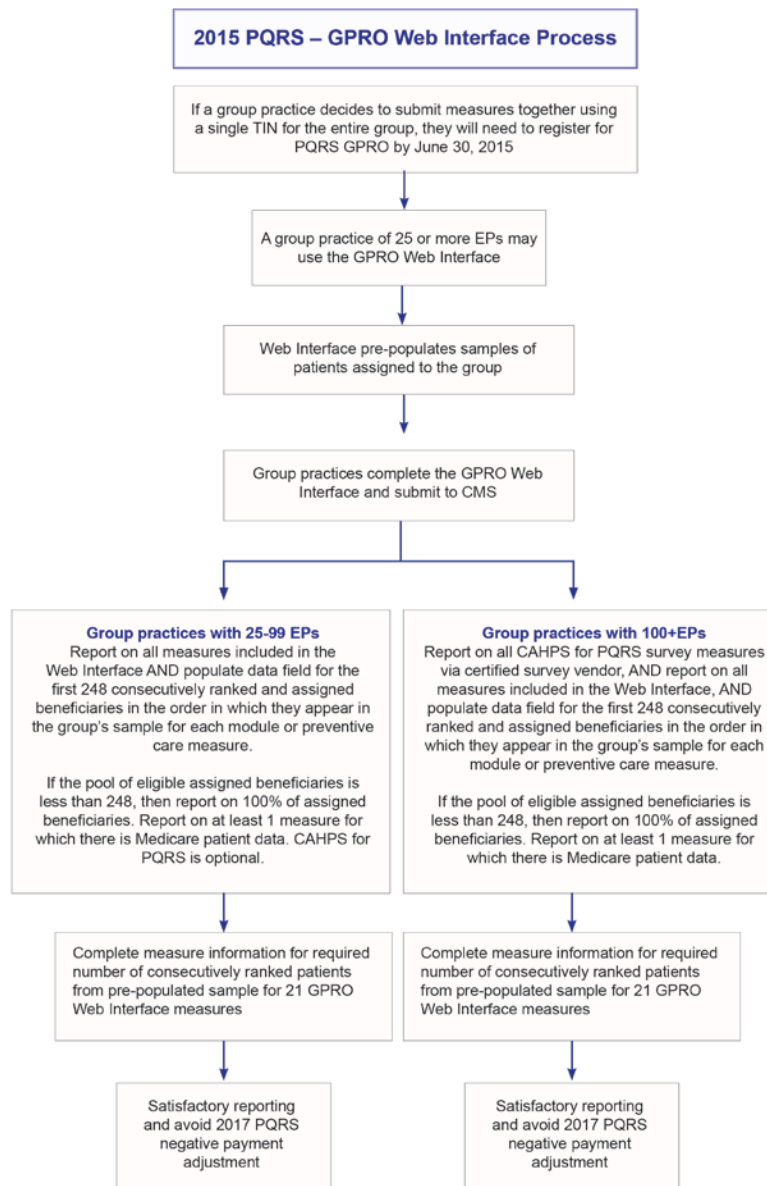 2015 PQRS – GPRO Web Interface Process
If a group practice decides to submit measures together using
a single TIN for the entire group, they will need to register for
PQRS GPRO by June 30, 2015
A group practice of 25 or more EPs may
use the GPRO Web Interface
Web Interface pre-populates samples of
patients assigned to the group
Group practices complete the GPRO Web
Interface and submit to CMS
Group practices with 25-99 EPs
Report on all measures included in the
Web Interface AND populate data field for the
first 248 consecutively ranked and assigned
beneficiaries in the order in which they appear in
the group's sample for each module or preventive
care measure.
If the pool of eligible assigned beneficiaries is
less than 248, then report on 100% of assigned
beneficiaries. Report on at least 1 measure for
which there is Medicare patient data. CAHPS for
PQRS is optional.
Group practices with 100+EPs
Report on all CAHPS for PQRS survey measures
via certified survey vendor, AND report on all
measures included in the Web Interface, AND
populate data field for the first 248 consecutively
ranked and assigned beneficiaries in the order in
which they appear in the group's sample for each
module or preventive care measure.
If the pool of eligible assigned beneficiaries is
less than 248, then report on 100% of assigned
beneficiaries. Report on at least 1 measure for
which there is Medicare patient data.
Complete measure information for required
number of consecutively ranked patients
from pre-populated sample for 21 GPRO
Web Interface measures
Complete measure information for required
number of consecutively ranked patients
from pre-populated sample for 21 GPRO
Web Interface measures
Satisfactory reporting
and avoid 2017 PQRS
negative payment
adjustment
Satisfactory reporting
and avoid 2017 PQRS
negative payment
adjustment